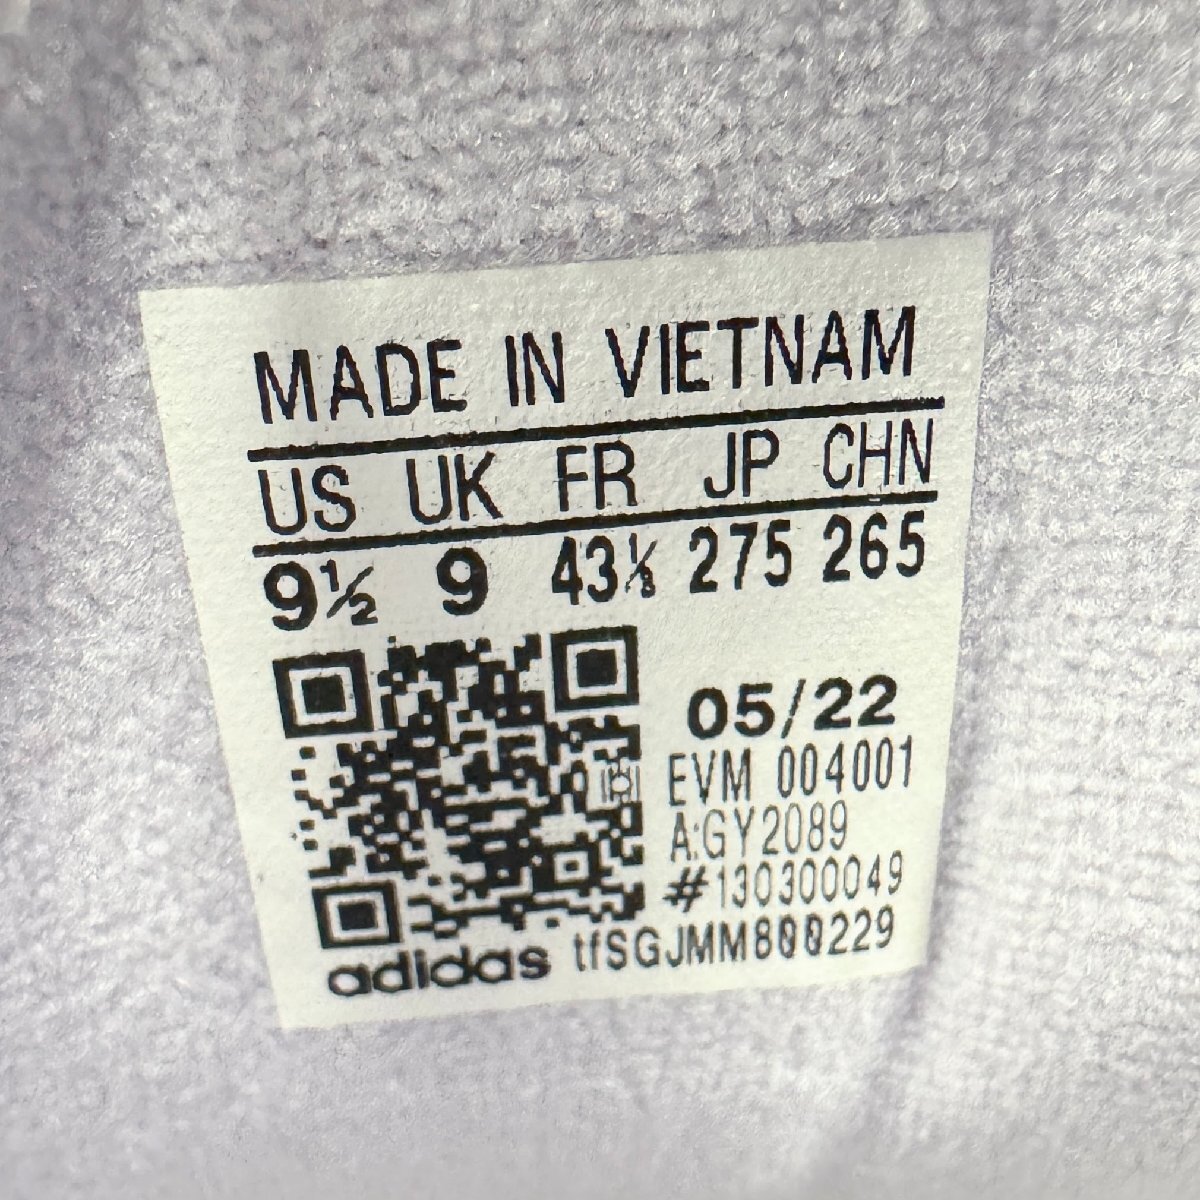 MADE IN VIETNAM
US UK FR JP CHN
9½ 9 43⅓ 275 265
05/22
EVM 004001
A:GY2089
#130300049
adidas tfSGJMM800229